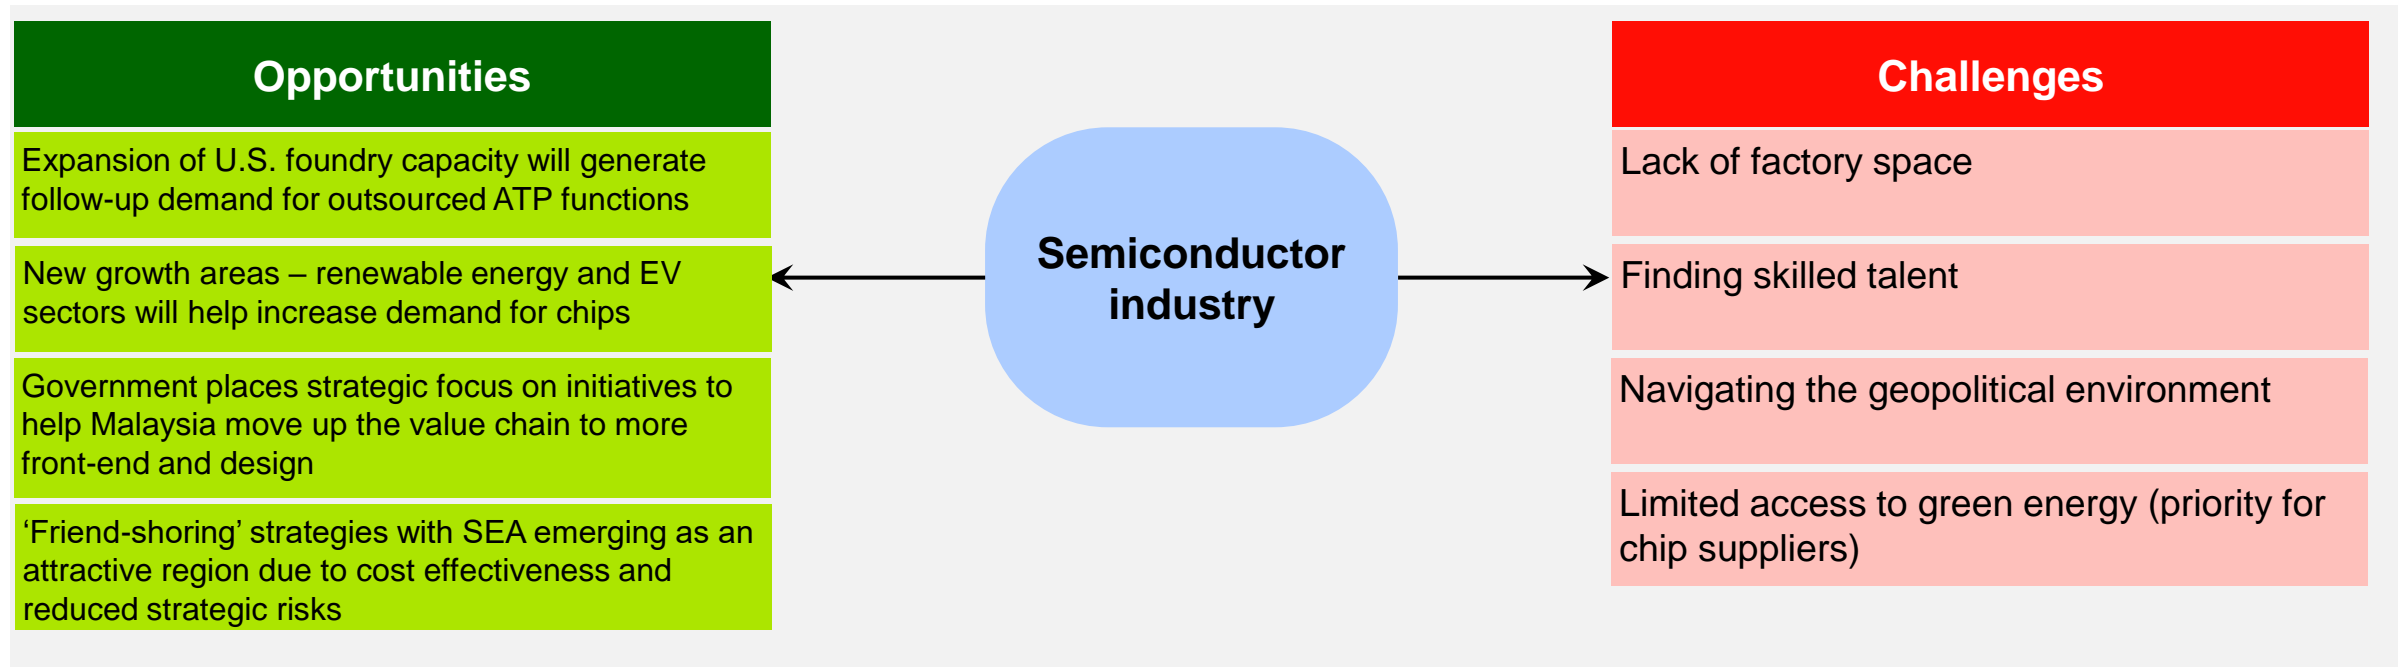 Opportunities
Expansion of U.S. foundry capacity will generate
follow-up demand for outsourced ATP functions
New growth areas – renewable energy and EV
sectors will help increase demand for chips
Government places strategic focus on initiatives to
help Malaysia move up the value chain to more
front-end and design
‘Friend-shoring’ strategies with SEA emerging as an
attractive region due to cost effectiveness and
reduced strategic risks
Semiconductor
industry
Challenges
Lack of factory space
Finding skilled talent
Navigating the geopolitical environment
Limited access to green energy (priority for
chip suppliers)